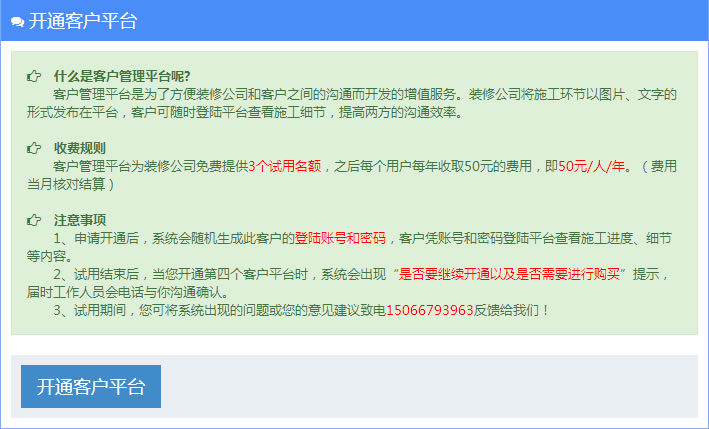 开通客户平台
什么是客户管理平台呢?
客户管理平台是为了方便装修公司和客户之间的沟通而开发的增值服务。装修公司将施工环节以图片、文字的
形式发布在平台，客户可随时登陆平台查看施工细节，提高两方的沟通效率。
收费规则
客户管理平台为装修公司免费提供3个试用名额，之后每个用户每年收取50元的费用，即50元/人/年。（费用
当月核对结算）
注意事项
1、申请开通后，系统会随机生成此客户的登陆账号和密码，客户凭账号和密码登陆平台查看施工进度、细节
等内容。
2、试用结束后，当您开通第四个客户平台时，系统会出现“是否要继续开通以及是否需要进行购买”提示，
届时工作人员会电话与你沟通确认。
3、试用期间，您可将系统出现的问题或您的意见建议致电15066793963反馈给我们！
开通客户平台